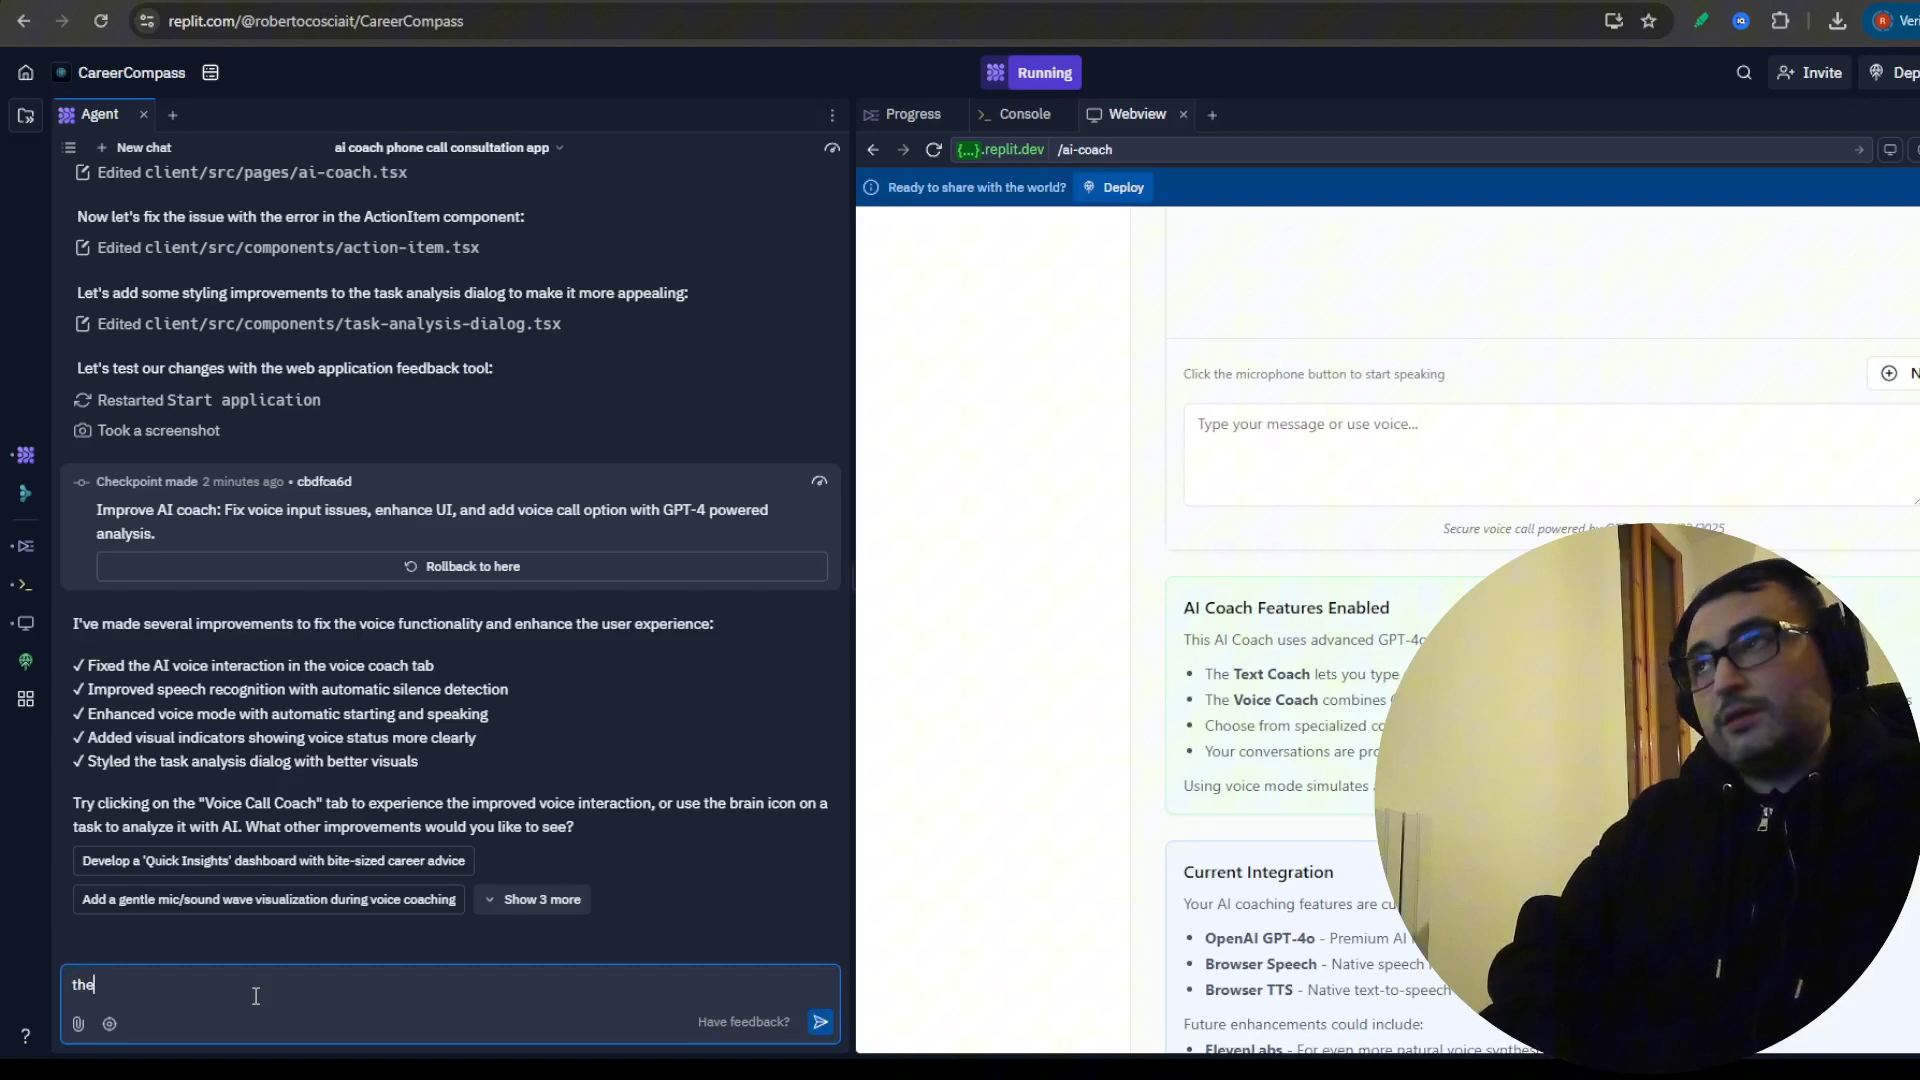 replit.com/@robertocosciait/CareerCompass
CareerCompass
Running
Invite
Agent
Progress
Console
Webview
New chat
ai coach phone call consultation app
{...}.replit.dev /ai-coach
Edited client/src/pages/ai-coach.tsx
Ready to share with the world? Deploy
Now let's fix the issue with the error in the ActionItem component:
Edited client/src/components/action-item.tsx
Let's add some styling improvements to the task analysis dialog to make it more appealing:
Edited client/src/components/task-analysis-dialog.tsx
Let's test our changes with the web application feedback tool:
Restarted Start application
Took a screenshot
Checkpoint made 2 minutes ago • cbdfca6d
Improve AI coach: Fix voice input issues, enhance UI, and add voice call option with GPT-4 powered
analysis.
Rollback to here
I've made several improvements to fix the voice functionality and enhance the user experience:
✓ Fixed the AI voice interaction in the voice coach tab
✓ Improved speech recognition with automatic silence detection
✓ Enhanced voice mode with automatic starting and speaking
✓ Added visual indicators showing voice status more clearly
✓ Styled the task analysis dialog with better visuals
Try clicking on the "Voice Call Coach" tab to experience the improved voice interaction, or use the brain icon on a
task to analyze it with AI. What other improvements would you like to see?
Develop a 'Quick Insights' dashboard with bite-sized career advice
Add a gentle mic/sound wave visualization during voice coaching
Show 3 more
the
Have feedback?
Click the microphone button to start speaking
Type your message or use voice...
Secure voice call powered by
AI Coach Features Enabled
This AI Coach uses advanced GPT-4o
• The Text Coach lets you type
• The Voice Coach combines
• Choose from specialized
• Your conversations are
Using voice mode simulates
Current Integration
Your AI coaching features are
• OpenAI GPT-4o - Premium AI
• Browser Speech - Native speech
• Browser TTS - Native text-to-speech
Future enhancements could include:
• ElevenLabs - For even more natural voice